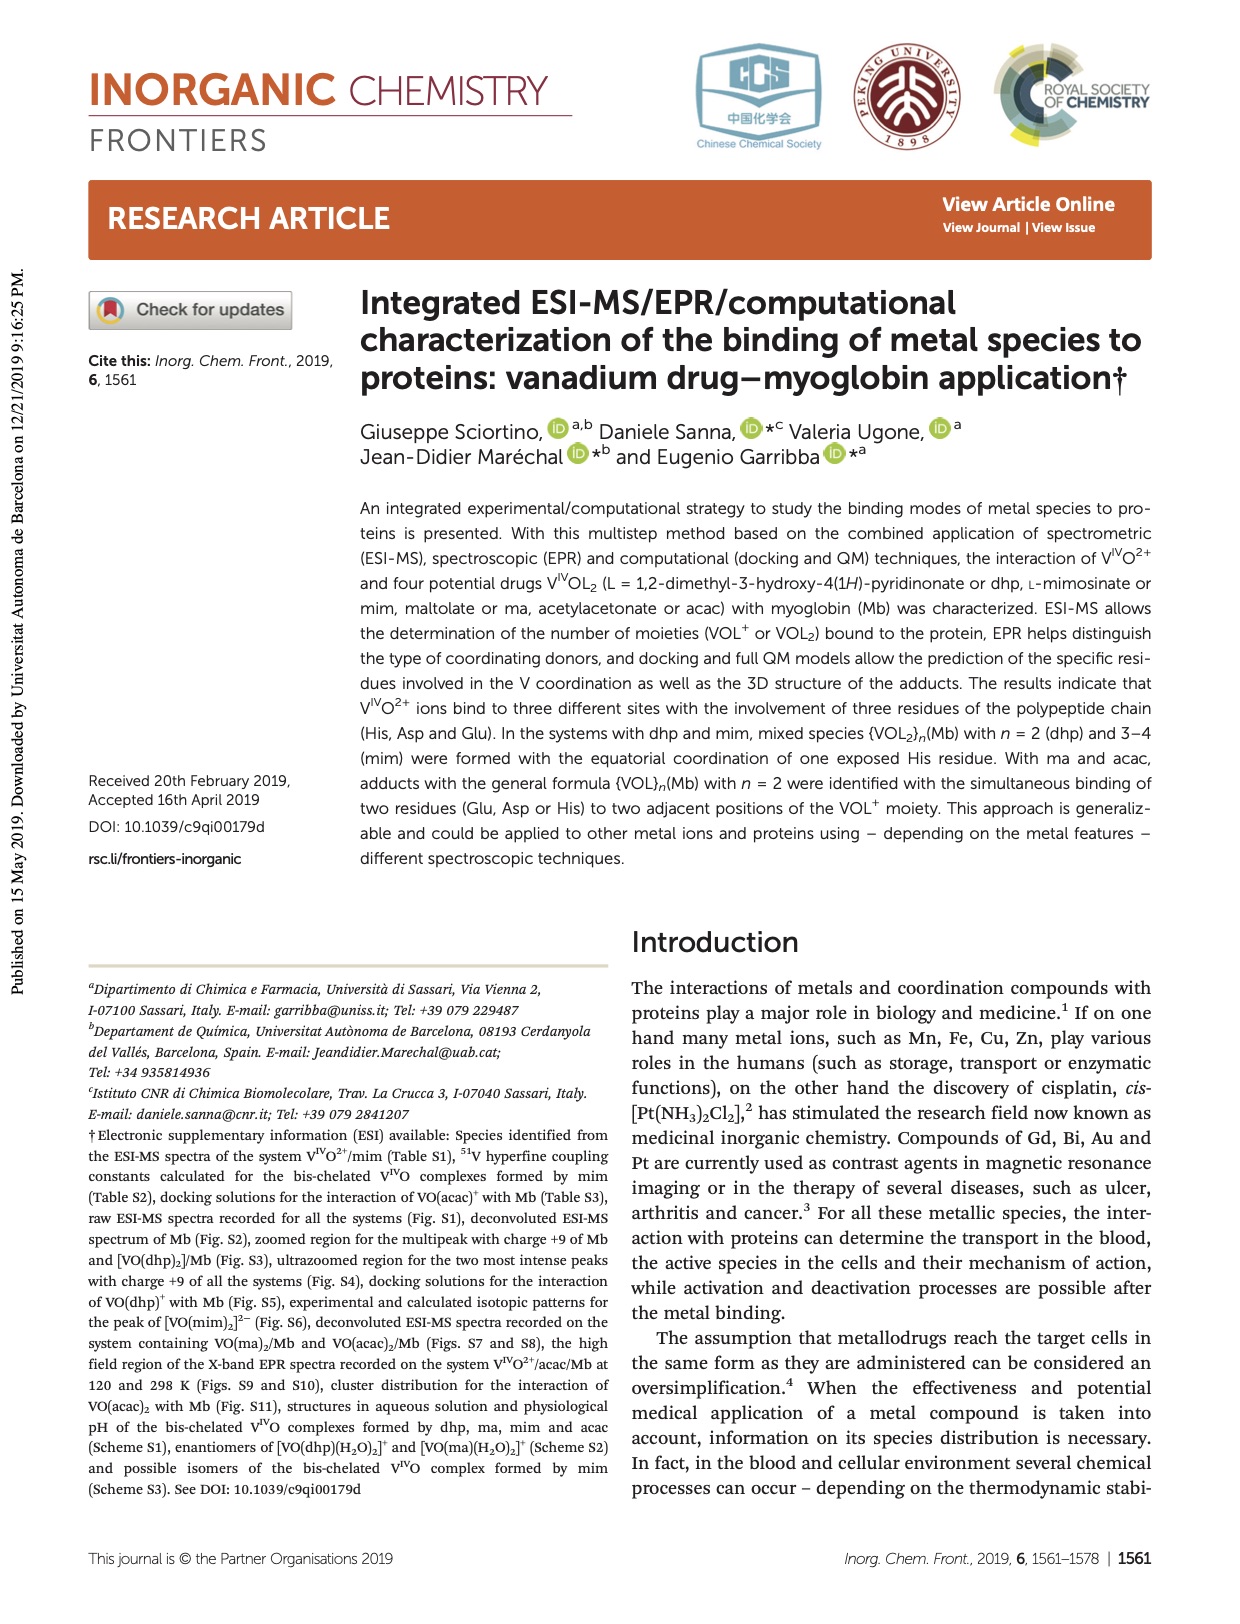 INORGANIC CHEMISTRY
FRONTIERS
CCS
中国化学会
Chinese Chemical Society
PEKING UNIVERSITY
1898
ROYAL SOCIETY
OF CHEMISTRY
RESEARCH ARTICLE
View Article Online
View Journal | View Issue
Published on 15 May 2019. Downloaded by Universitat Autonoma de Barcelona on 12/21/2019 9:16:25 PM.
Check for updates
Cite this: Inorg. Chem. Front., 2019,
6, 1561
Integrated ESI-MS/EPR/computational
characterization of the binding of metal species to
proteins: vanadium drug–myoglobin application†
Giuseppe Sciortino, iD a,b Daniele Sanna, iD *c Valeria Ugone, iD a
Jean-Didier Maréchal iD *b and Eugenio Garribba iD *a
An integrated experimental/computational strategy to study the binding modes of metal species to pro-
teins is presented. With this multistep method based on the combined application of spectrometric
(ESI-MS), spectroscopic (EPR) and computational (docking and QM) techniques, the interaction of VIVO2+
and four potential drugs VIVOL2 (L = 1,2-dimethyl-3-hydroxy-4(1H)-pyridinonate or dhp, L-mimosinate or
mim, maltolate or ma, acetylacetonate or acac) with myoglobin (Mb) was characterized. ESI-MS allows
the determination of the number of moieties (VOL+ or VOL2) bound to the protein, EPR helps distinguish
the type of coordinating donors, and docking and full QM models allow the prediction of the specific resi-
dues involved in the V coordination as well as the 3D structure of the adducts. The results indicate that
VIVO2+ ions bind to three different sites with the involvement of three residues of the polypeptide chain
(His, Asp and Glu). In the systems with dhp and mim, mixed species {VOL2}n(Mb) with n = 2 (dhp) and 3–4
(mim) were formed with the equatorial coordination of one exposed His residue. With ma and acac,
adducts with the general formula {VOL}n(Mb) with n = 2 were identified with the simultaneous binding of
two residues (Glu, Asp or His) to two adjacent positions of the VOL+ moiety. This approach is generaliz-
able and could be applied to other metal ions and proteins using – depending on the metal features –
different spectroscopic techniques.
Received 20th February 2019,
Accepted 16th April 2019
DOI: 10.1039/c9qi00179d
rsc.li/frontiers-inorganic
aDipartimento di Chimica e Farmacia, Università di Sassari, Via Vienna 2,
I-07100 Sassari, Italy. E-mail: garribba@uniss.it; Tel: +39 079 229487
bDepartament de Química, Universitat Autònoma de Barcelona, 08193 Cerdanyola
del Vallés, Barcelona, Spain. E-mail: Jeandidier.Marechal@uab.cat;
Tel: +34 935814936
cIstituto CNR di Chimica Biomolecolare, Trav. La Crucca 3, I-07040 Sassari, Italy.
E-mail: daniele.sanna@cnr.it; Tel: +39 079 2841207
†Electronic supplementary information (ESI) available: Species identified from
the ESI-MS spectra of the system VIVO2+/mim (Table S1), 51V hyperfine coupling
constants calculated for the bis-chelated VIVO complexes formed by mim
(Table S2), docking solutions for the interaction of VO(acac)+ with Mb (Table S3),
raw ESI-MS spectra recorded for all the systems (Fig. S1), deconvoluted ESI-MS
spectrum of Mb (Fig. S2), zoomed region for the multipeak with charge +9 of Mb
and [VO(dhp)2]/Mb (Fig. S3), ultrazoomed region for the two most intense peaks
with charge +9 of all the systems (Fig. S4), docking solutions for the interaction
of VO(dhp)+ with Mb (Fig. S5), experimental and calculated isotopic patterns for
the peak of [VO(mim)2]2− (Fig. S6), deconvoluted ESI-MS spectra recorded on the
system containing VO(ma)2/Mb and VO(acac)2/Mb (Figs. S7 and S8), the high
field region of the X-band EPR spectra recorded on the system VIVO2+/acac/Mb at
120 and 298 K (Figs. S9 and S10), cluster distribution for the interaction of
VO(acac)2 with Mb (Fig. S11), structures in aqueous solution and physiological
pH of the bis-chelated VIVO complexes formed by dhp, ma, mim and acac
(Scheme S1), enantiomers of [VO(dhp)(H2O)2]+ and [VO(ma)(H2O)2]+ (Scheme S2)
and possible isomers of the bis-chelated VIVO complex formed by mim
(Scheme S3). See DOI: 10.1039/c9qi00179d
Introduction
The interactions of metals and coordination compounds with
proteins play a major role in biology and medicine.1 If on one
hand many metal ions, such as Mn, Fe, Cu, Zn, play various
roles in the humans (such as storage, transport or enzymatic
functions), on the other hand the discovery of cisplatin, cis-
[Pt(NH3)2Cl2],2 has stimulated the research field now known as
medicinal inorganic chemistry. Compounds of Gd, Bi, Au and
Pt are currently used as contrast agents in magnetic resonance
imaging or in the therapy of several diseases, such as ulcer,
arthritis and cancer.3 For all these metallic species, the inter-
action with proteins can determine the transport in the blood,
the active species in the cells and their mechanism of action,
while activation and deactivation processes are possible after
the metal binding.
The assumption that metallodrugs reach the target cells in
the same form as they are administered can be considered an
oversimplification.4 When the effectiveness and potential
medical application of a metal compound is taken into
account, information on its species distribution is necessary.
In fact, in the blood and cellular environment several chemical
processes can occur – depending on the thermodynamic stabi-
This journal is © the Partner Organisations 2019
Inorg. Chem. Front., 2019, 6, 1561–1578 | 1561